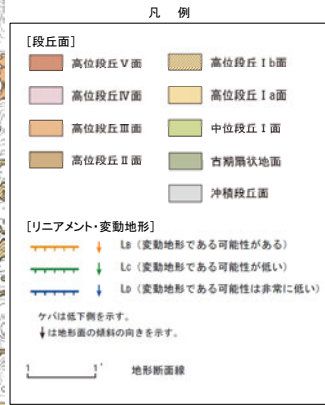 凡 例
[段丘面]
高位段丘Ⅴ面 高位段丘Ⅰb面
高位段丘Ⅳ面 高位段丘Ⅰa面
高位段丘Ⅲ面 中位段丘Ⅰ面
高位段丘Ⅱ面 古期扇状地面
沖積段丘面
[リニアメント・変動地形]
LB (変動地形である可能性がある)
LC (変動地形である可能性が低い)
LD (変動地形である可能性は非常に低い)
ケバは低下側を示す。
↓は地形面の傾斜の向きを示す。
1 1' 地形断面線